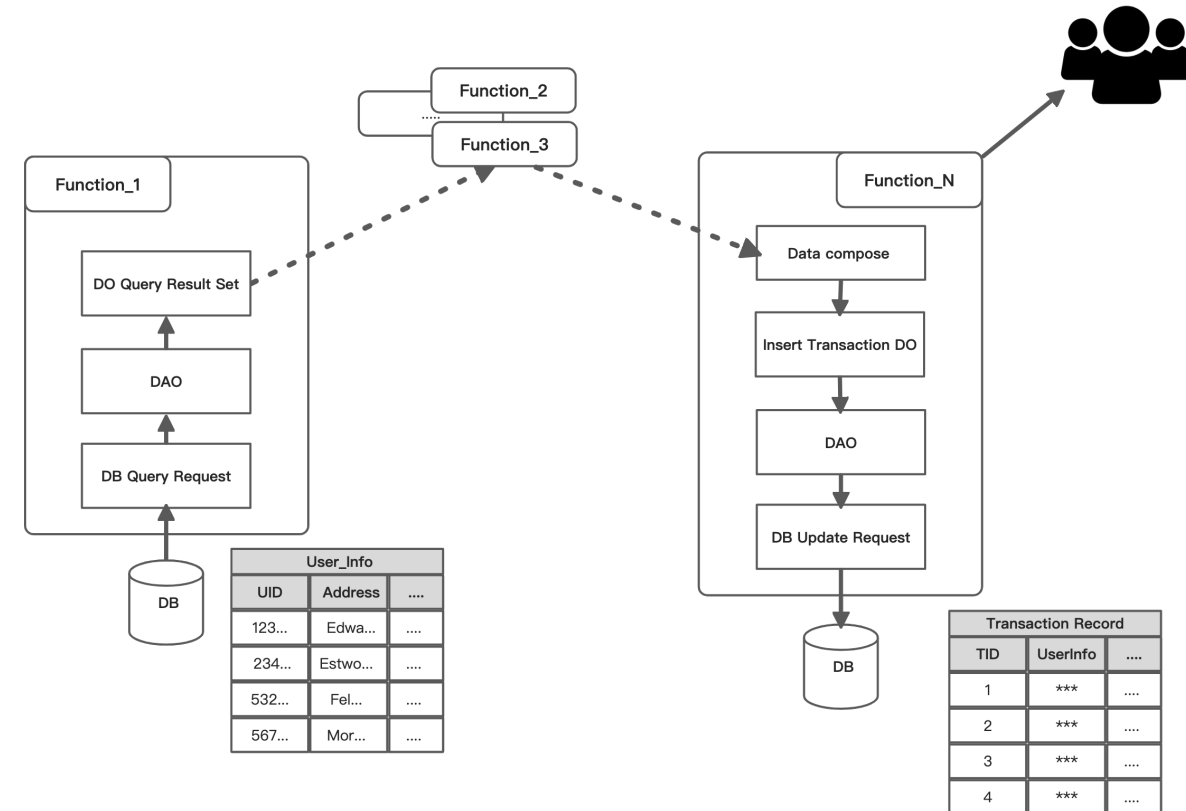 Function_2
.....
Function_3
Function_1
DO Query Result Set
DAO
DB Query Request
DB
User_Info
UID Address ....
123... Edwa... ....
234... Estwo... ....
532... Fel... ....
567... Mor... ....
Function_N
Data compose
Insert Transaction DO
DAO
DB Update Request
DB
Transaction Record
TID UserInfo ....
1 *** ....
2 *** ....
3 *** ....
4 *** ....